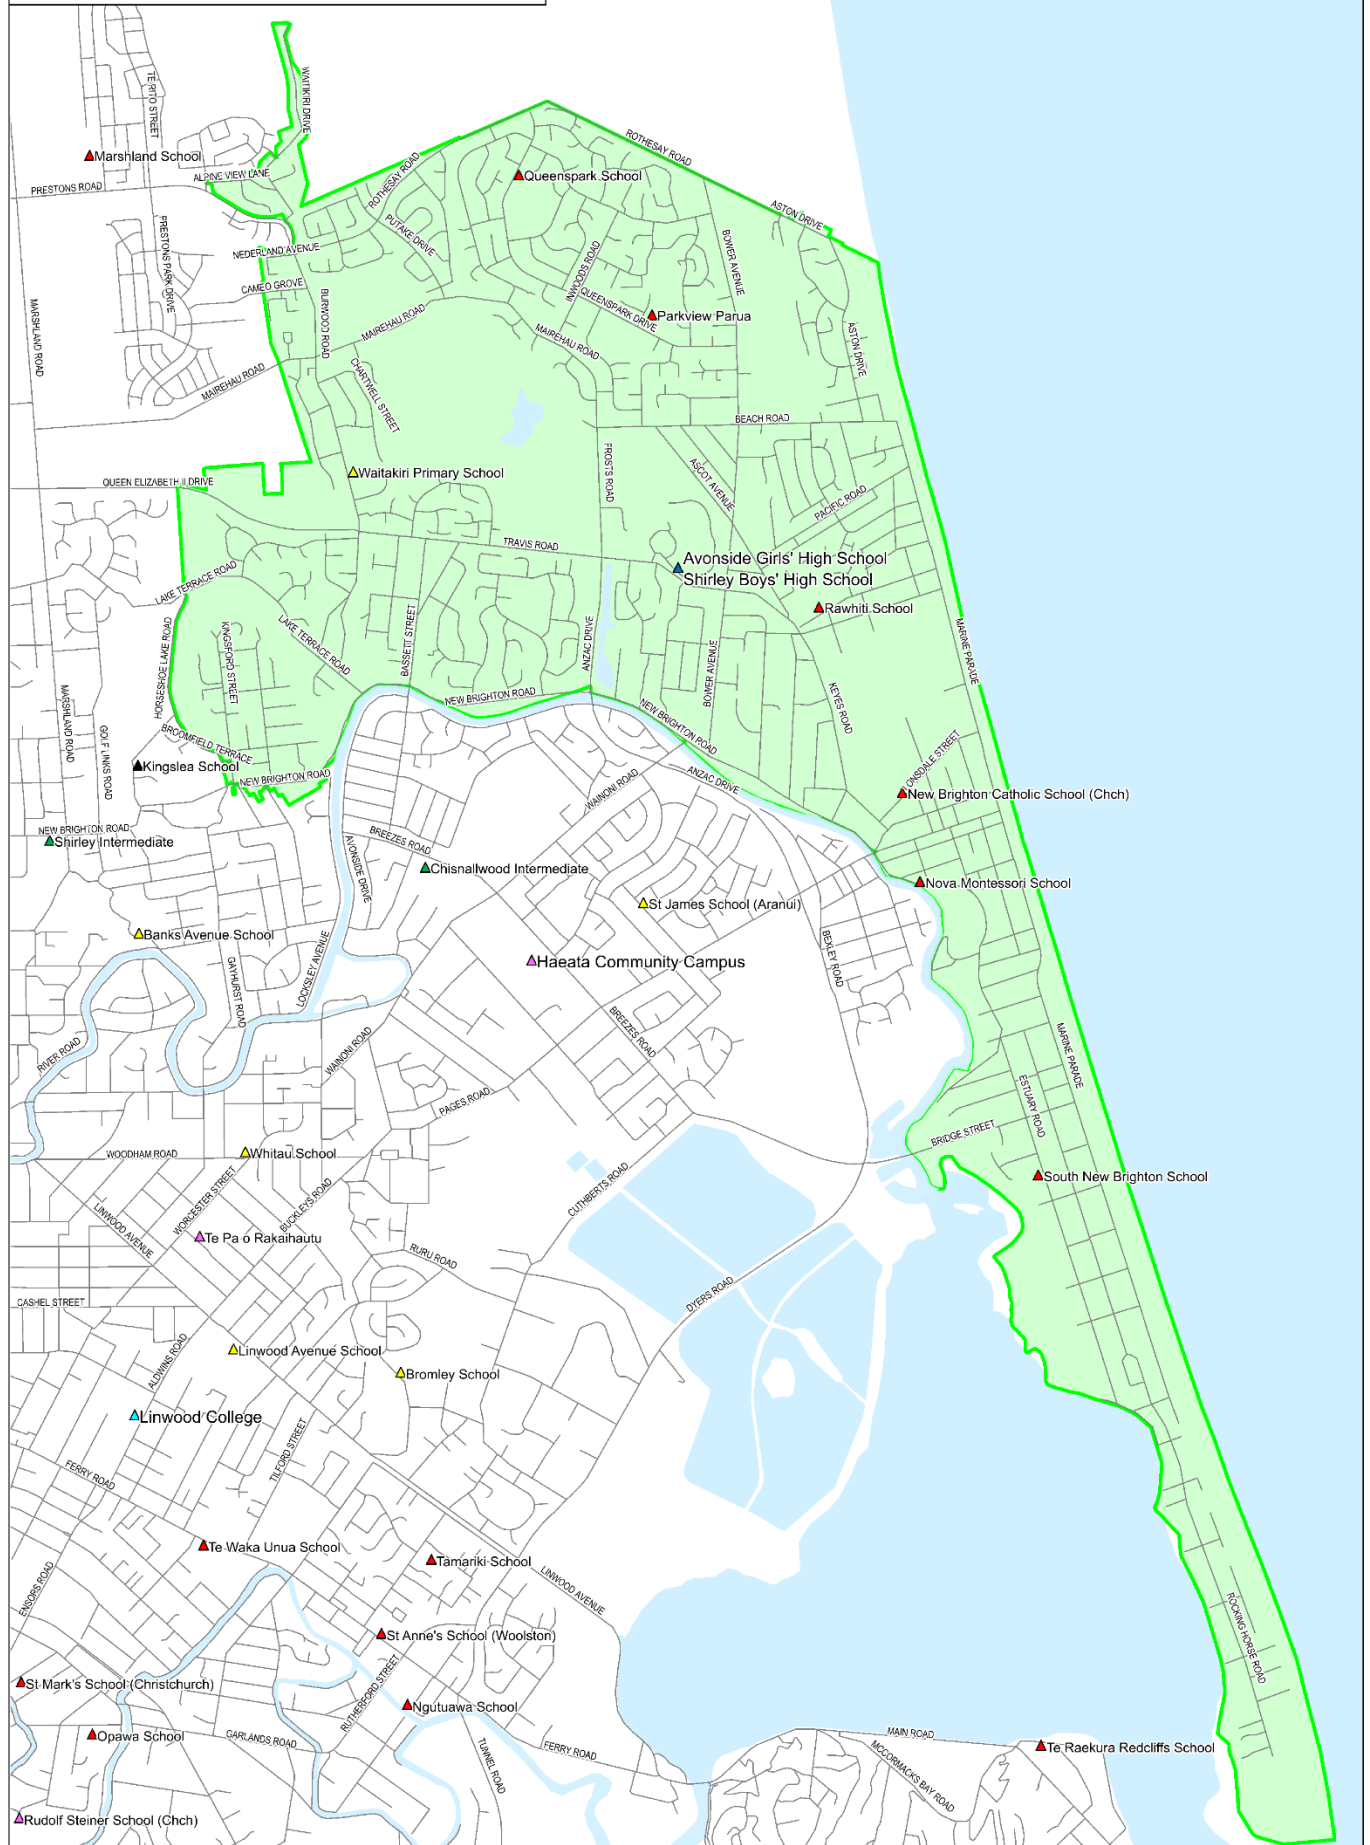 WAITIKIRI DRIVE
TE RITO STREET
ROTHESAY ROAD
Marshland School
ALPINE VIEW LANE
PRESTONS ROAD
ROTHESAY ROAD
Queenspark School
ASTON DRIVE
PUTAKE DRIVE
PRESTONS PARK DRIVE
NEDERLAND AVENUE
BOWER AVENUE
INWOODS ROAD
CAMEO GROVE
BURWOOD ROAD
MARSHLAND ROAD
QUEENSPARK DRIVE
Parkview Parua
MAIREHAU ROAD
MAIREHAU ROAD
ASTON DRIVE
MAIREHAU ROAD
CHARTWELL STREET
BEACH ROAD
FROSTS ROAD
Waitakiri Primary School
ASCOT AVENUE
QUEEN ELIZABETH II DRIVE
PACIFIC ROAD
TRAVIS ROAD
Avonside Girls' High School
Shirley Boys' High School
LAKE TERRACE ROAD
Rawhiti School
HORSESHOE LAKE ROAD
KINGSFORD STREET
LAKE TERRACE ROAD
BASSETT STREET
ANZAC DRIVE
BOWER AVENUE
MARINE PARADE
NEW BRIGHTON ROAD
KEYES ROAD
MARSHLAND ROAD
GOLF LINKS ROAD
NEW BRIGHTON ROAD
BROOMFIELD TERRACE
Kingslea School
NEW BRIGHTON ROAD
ANZAC DRIVE
WAINONI ROAD
LONSDALE STREET
New Brighton Catholic School (Chch)
NEW BRIGHTON ROAD
Shirley Intermediate
BREEZES ROAD
AVONSIDE DRIVE
Chisnallwood Intermediate
Nova Montessori School
St James School (Aranui)
Banks Avenue School
GAYHURST ROAD
LOCKSLEY AVENUE
Haeata Community Campus
BEXLEY ROAD
RIVER ROAD
WAINONI ROAD
BREEZES ROAD
MARINE PARADE
PAGES ROAD
ESTUARY ROAD
BRIDGE STREET
WOODHAM ROAD
Whitau School
CUTHBERTS ROAD
South New Brighton School
LINWOOD AVENUE
WORCESTER STREET
BUCKLEYS ROAD
Te Pa o Rakaihautu
RURU ROAD
DYERS ROAD
CASHEL STREET
Linwood Avenue School
ALDWINS ROAD
Bromley School
Linwood College
TILFORD STREET
FERRY ROAD
Te Waka Unua School
Tamariki School
ENSORS ROAD
LINWOOD AVENUE
St Anne's School (Woolston)
ROCKING HORSE ROAD
St Mark's School (Christchurch)
RUTHERFORD STREET
Ngutuawa School
Opawa School
GARLANDS ROAD
TUNNEL ROAD
FERRY ROAD
MAIN ROAD
Te Raekura Redcliffs School
MCCORMACKS BAY ROAD
Rudolf Steiner School (Chch)